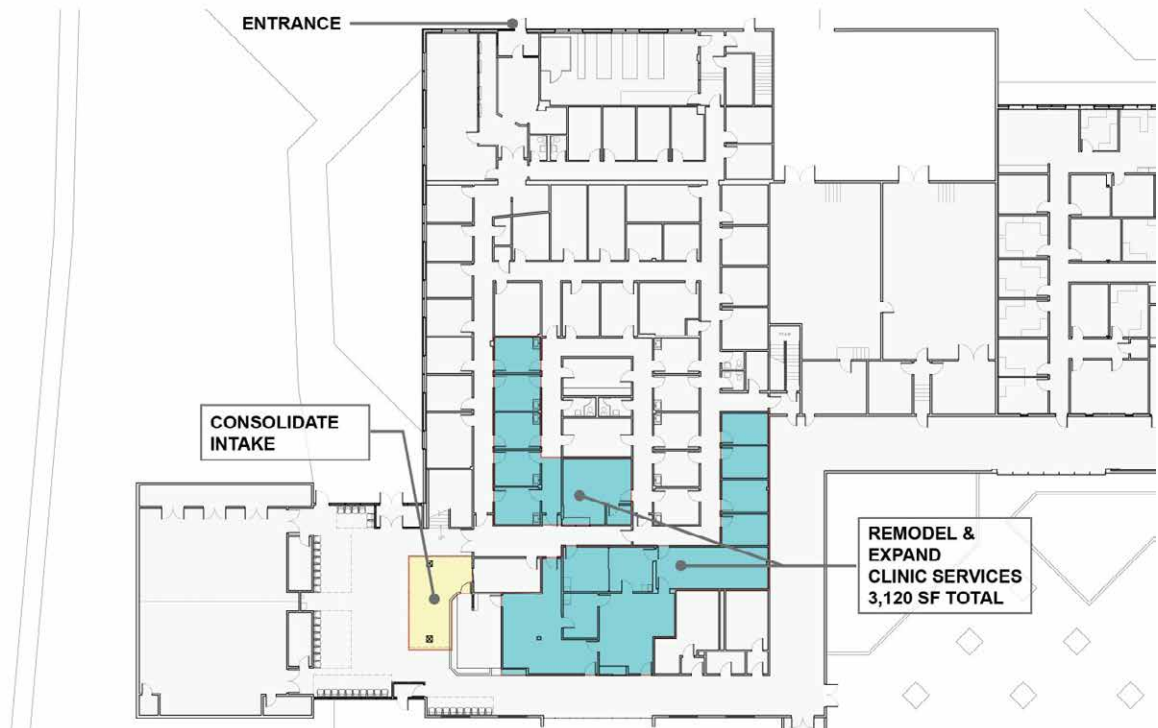 ENTRANCE
CONSOLIDATE
INTAKE
REMODEL &
EXPAND
CLINIC SERVICES
3,120 SF TOTAL